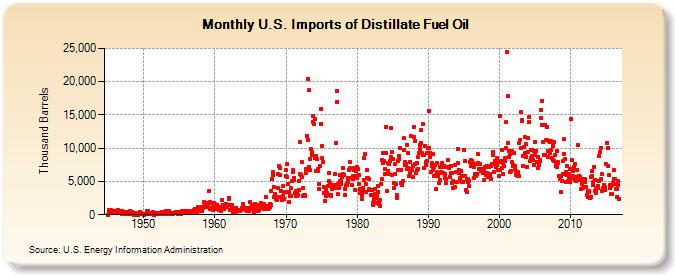 Monthly U.S. Imports of Distillate Fuel Oil
Thousand Barrels
25,000
20,000
15,000
10,000
5,000
0
1950 1960 1970 1980 1990 2000 2010
Source: U.S. Energy Information Administration